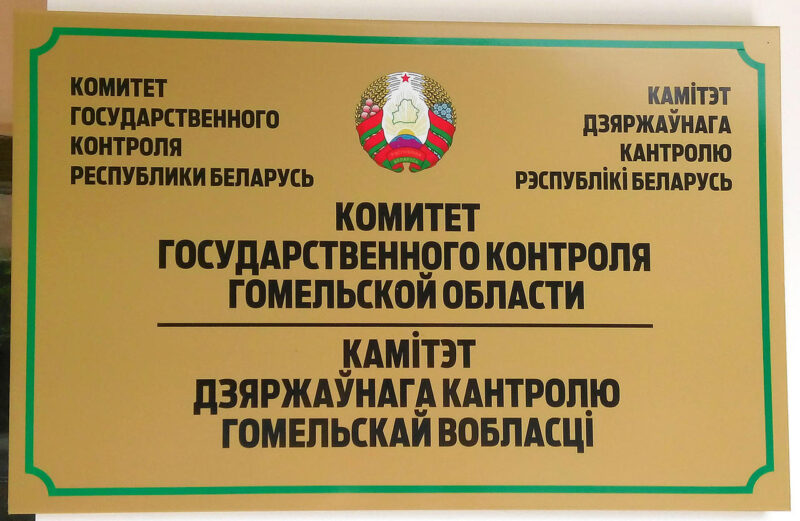 КОМИТЕТ
ГОСУДАРСТВЕННОГО
КОНТРОЛЯ
РЕСПУБЛИКИ БЕЛАРУСЬ
КАМІТЭТ
ДЗЯРЖАЎНАГА
КАНТРОЛЮ
РЭСПУБЛІКІ БЕЛАРУСЬ
КОМИТЕТ
ГОСУДАРСТВЕННОГО КОНТРОЛЯ
ГОМЕЛЬСКОЙ ОБЛАСТИ
КАМІТЭТ
ДЗЯРЖАЎНАГА КАНТРОЛЮ
ГОМЕЛЬСКАЙ ВОБЛАСЦІ